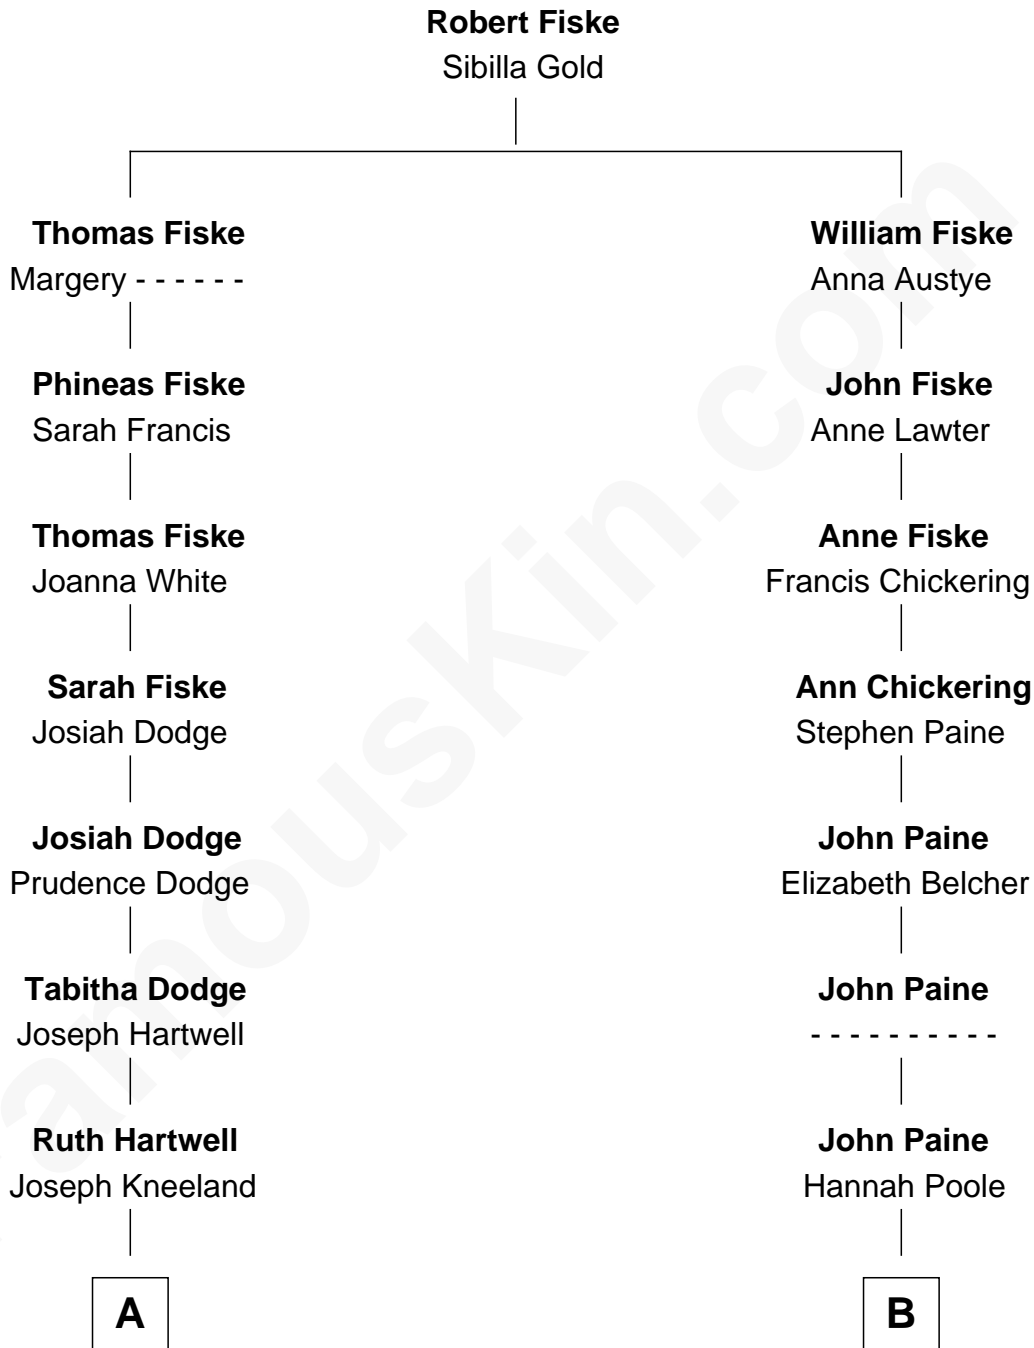 Robert Fiske
Sibilla Gold
Thomas Fiske
Margery - - - - - -
William Fiske
Anna Austye
Phineas Fiske
Sarah Francis
John Fiske
Anne Lawter
Thomas Fiske
Joanna White
Anne Fiske
Francis Chickering
Sarah Fiske
Josiah Dodge
Ann Chickering
Stephen Paine
Josiah Dodge
Prudence Dodge
John Paine
Elizabeth Belcher
Tabitha Dodge
Joseph Hartwell
John Paine
- - - - - - - - - -
Ruth Hartwell
Joseph Kneeland
John Paine
Hannah Poole
A
B
amousKin.com